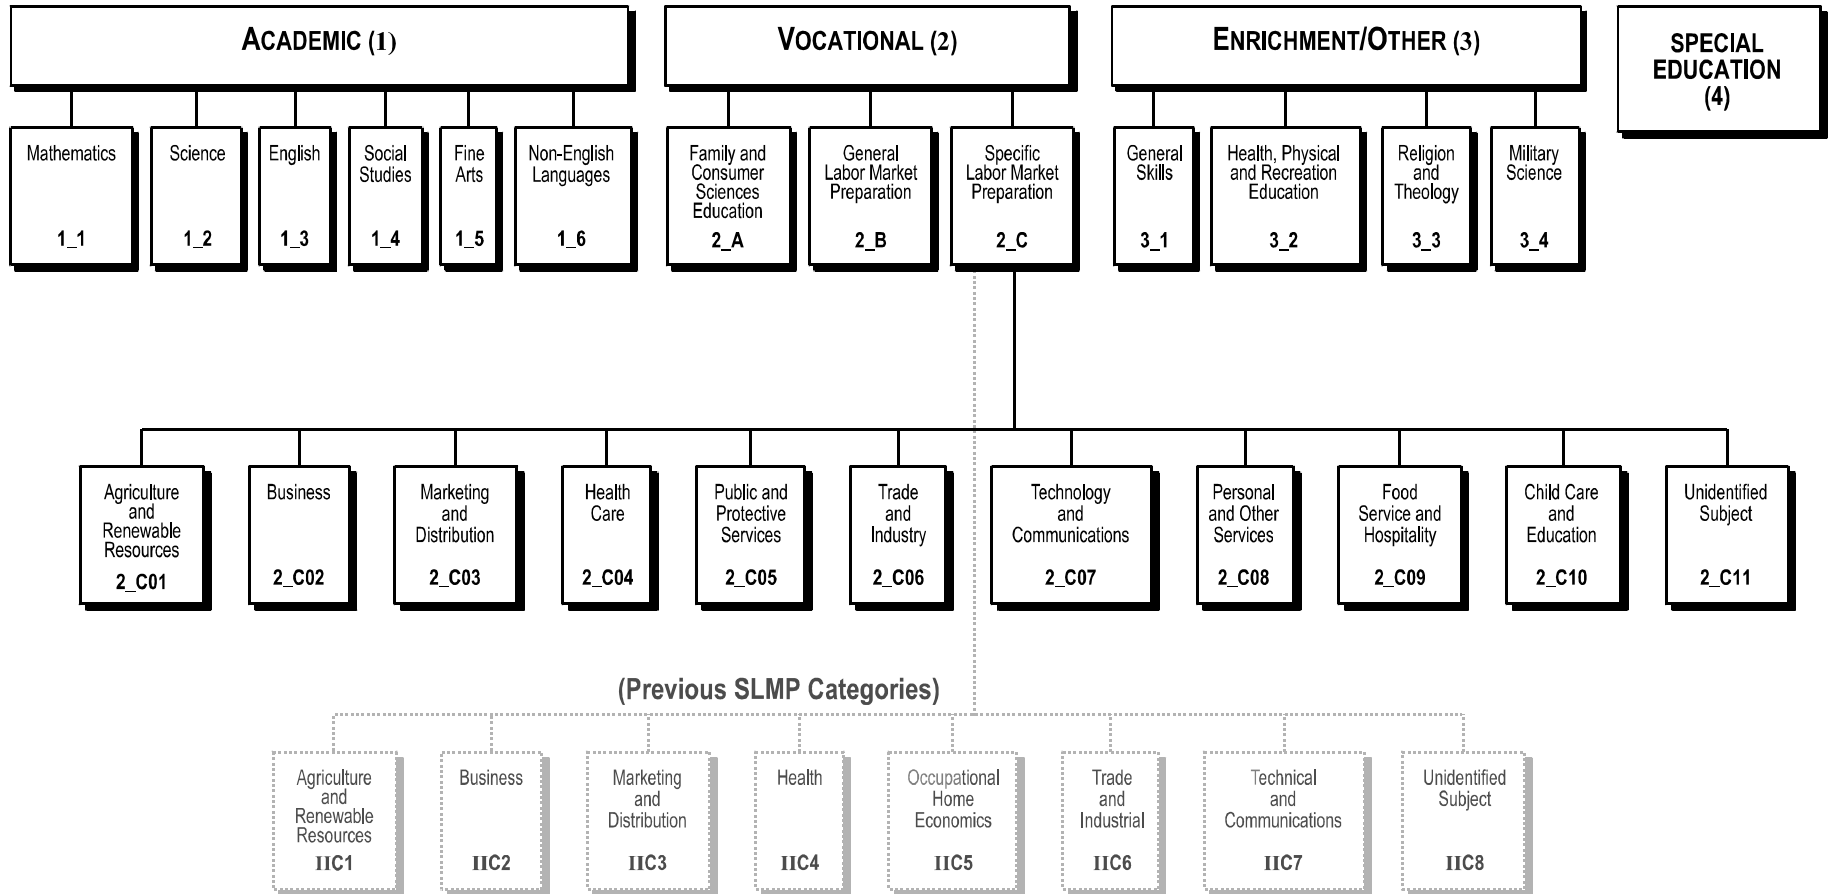 ACADEMIC (1)
VOCATIONAL (2)
ENRICHMENT/OTHER (3)
SPECIAL
EDUCATION
(4)
Mathematics
1_1
Science
1_2
English
1_3
Social
Studies
1_4
Fine
Arts
1_5
Non-English
Languages
1_6
Family and
Consumer
Sciences
Education
2_A
General
Labor Market
Preparation
2_B
Specific
Labor Market
Preparation
2_C
General
Skills
3_1
Health, Physical
and Recreation
Education
3_2
Religion
and
Theology
3_3
Military
Science
3_4
Agriculture
and
Renewable
Resources
2_C01
Business
2_C02
Marketing
and
Distribution
2_C03
Health
Care
2_C04
Public and
Protective
Services
2_C05
Trade
and
Industry
2_C06
Technology
and
Communications
2_C07
Personal
and Other
Services
2_C08
Food
Service and
Hospitality
2_C09
Child Care
and
Education
2_C10
Unidentified
Subject
2_C11
(Previous SLMP Categories)
Agriculture
and
Renewable
Resources
IIC1
Business
IIC2
Marketing
and
Distribution
IIC3
Health
IIC4
Occupational
Home
Economics
IIC5
Trade
and
Industrial
IIC6
Technical
and
Communications
IIC7
Unidentified
Subject
IIC8